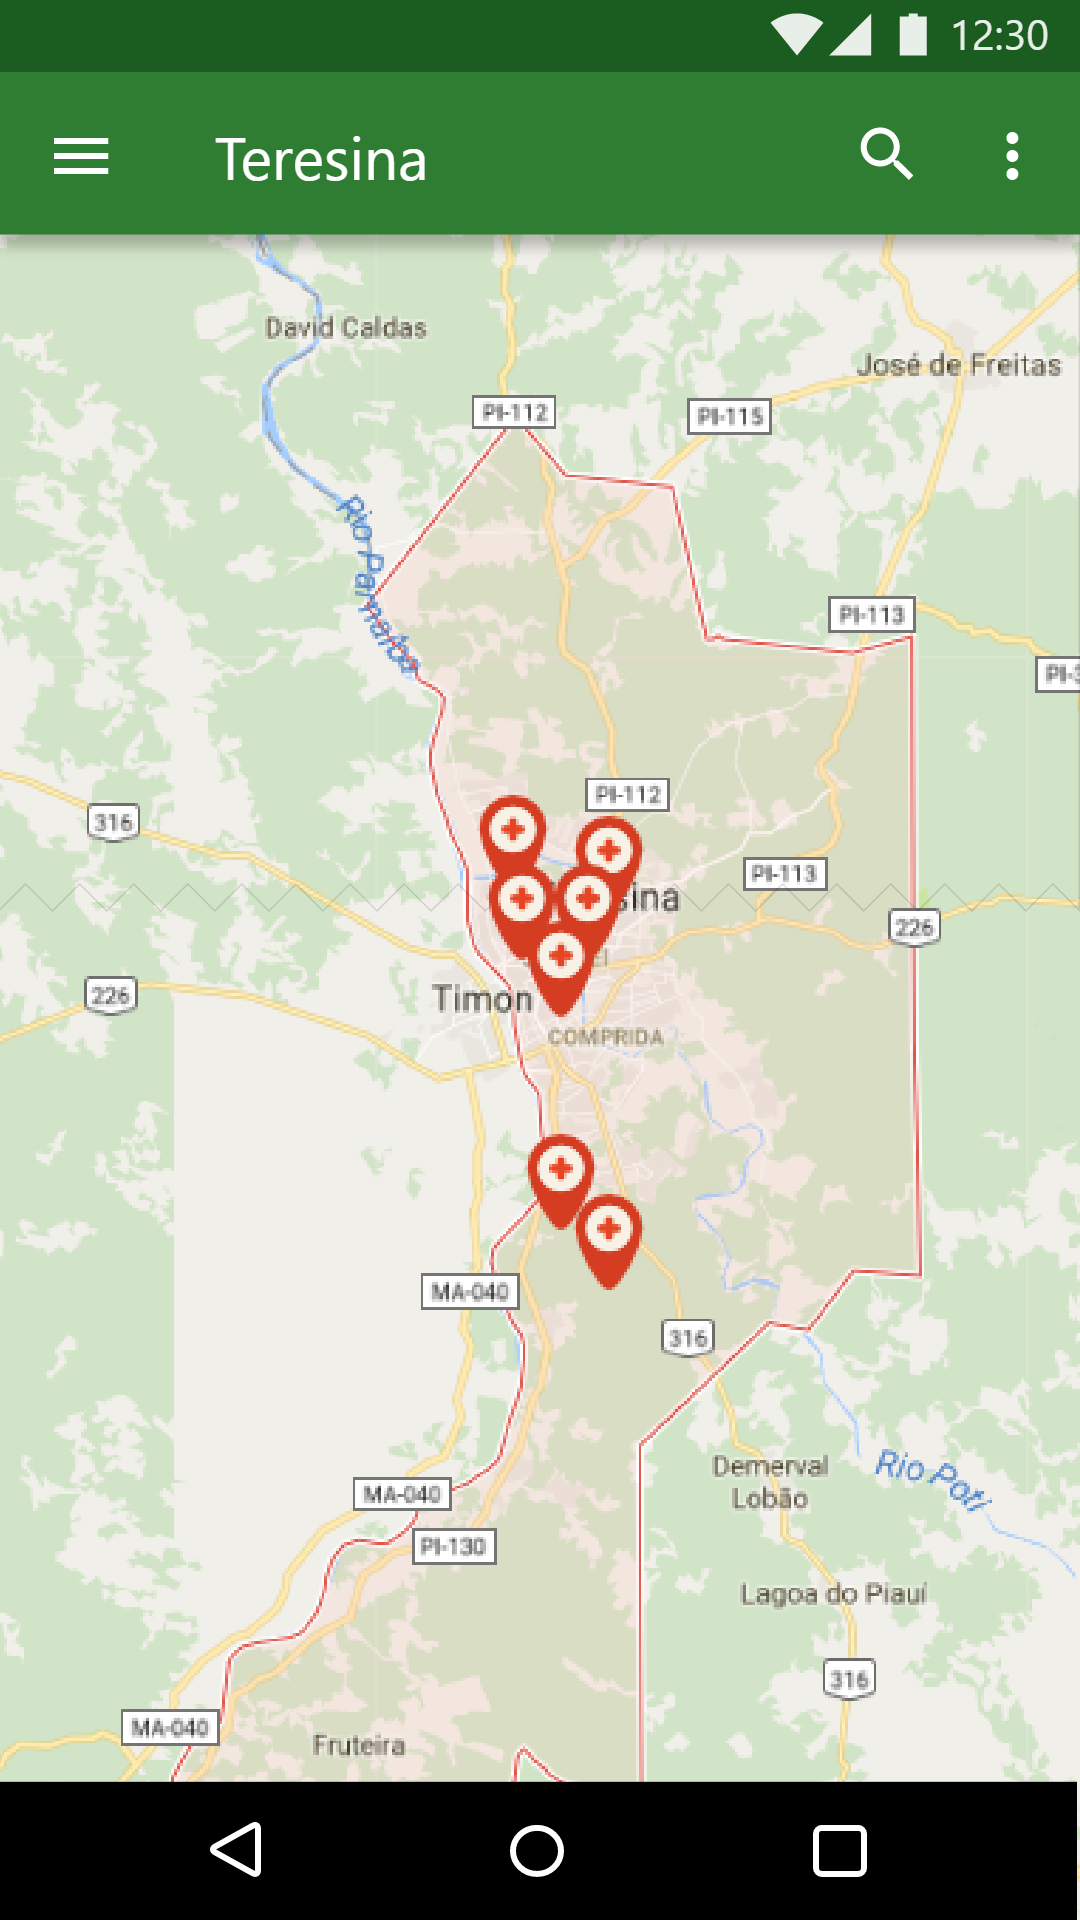 12:30
Teresina
David Caldas
José de Freitas
PI-112
PI-115
Rio Parnaíba
PI-113
PI-3
PI-112
316
PI-113
sina
226
226
Timon
COMPRIDA
MA-040
316
Demerval
Lobão
Rio Poti
MA-040
PI-130
Lagoa do Piauí
316
MA-040
Fruteira